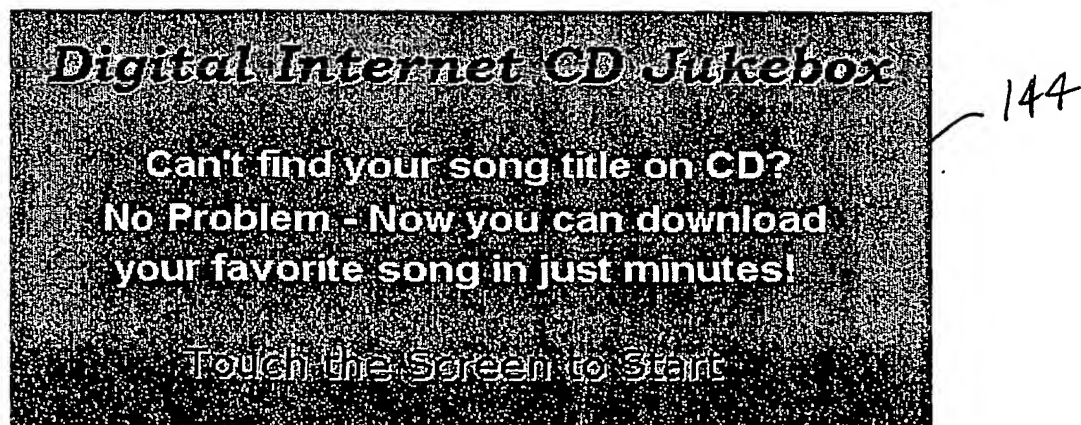 Digital Internet CD Jukebox
144
Can't find your song title on CD?
No Problem - Now you can download
your favorite song in just minutes!
Touch the Screen to Start